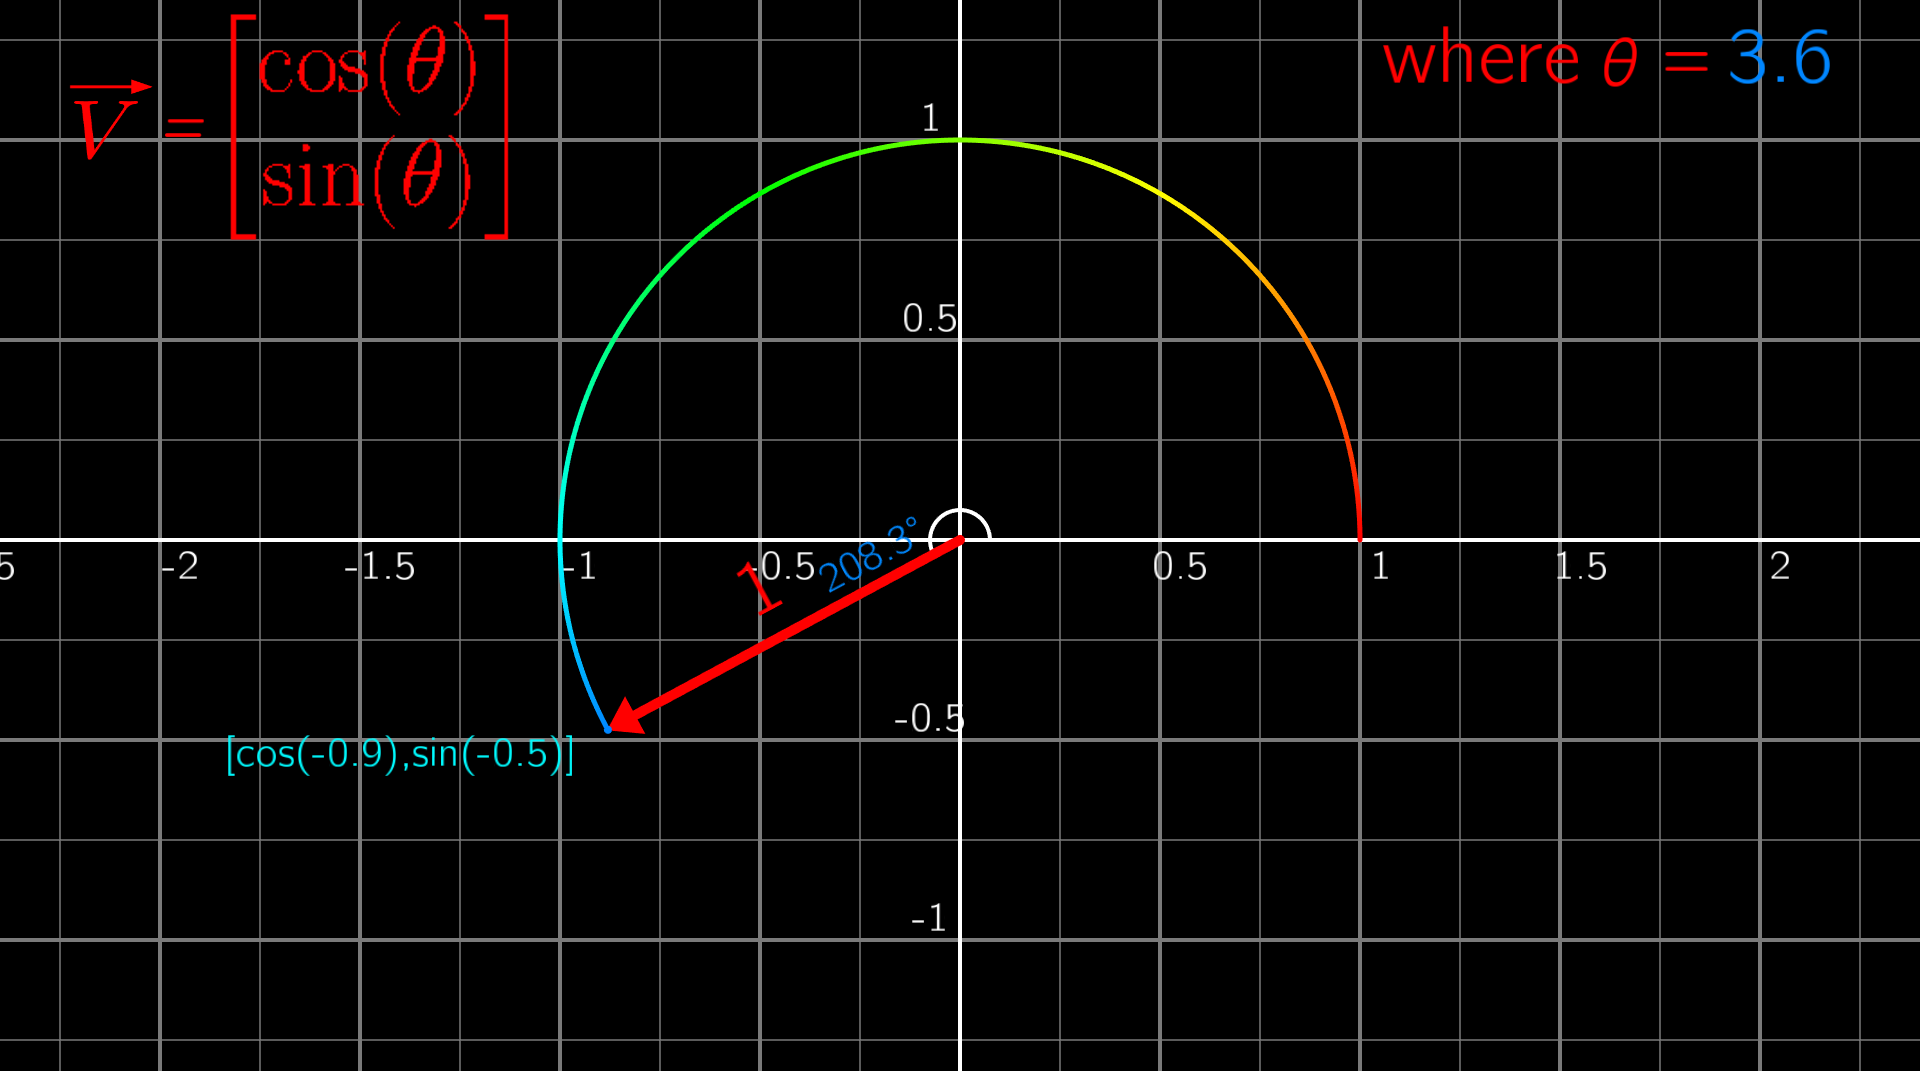 V = [cos(θ)
sin(θ)]
where θ = 3.6
1
0.5
208.3°
5 -2 -1.5 -1 -0.5 0.5 1 1.5 2
1
-0.5
[cos(-0.9),sin(-0.5)]
-1